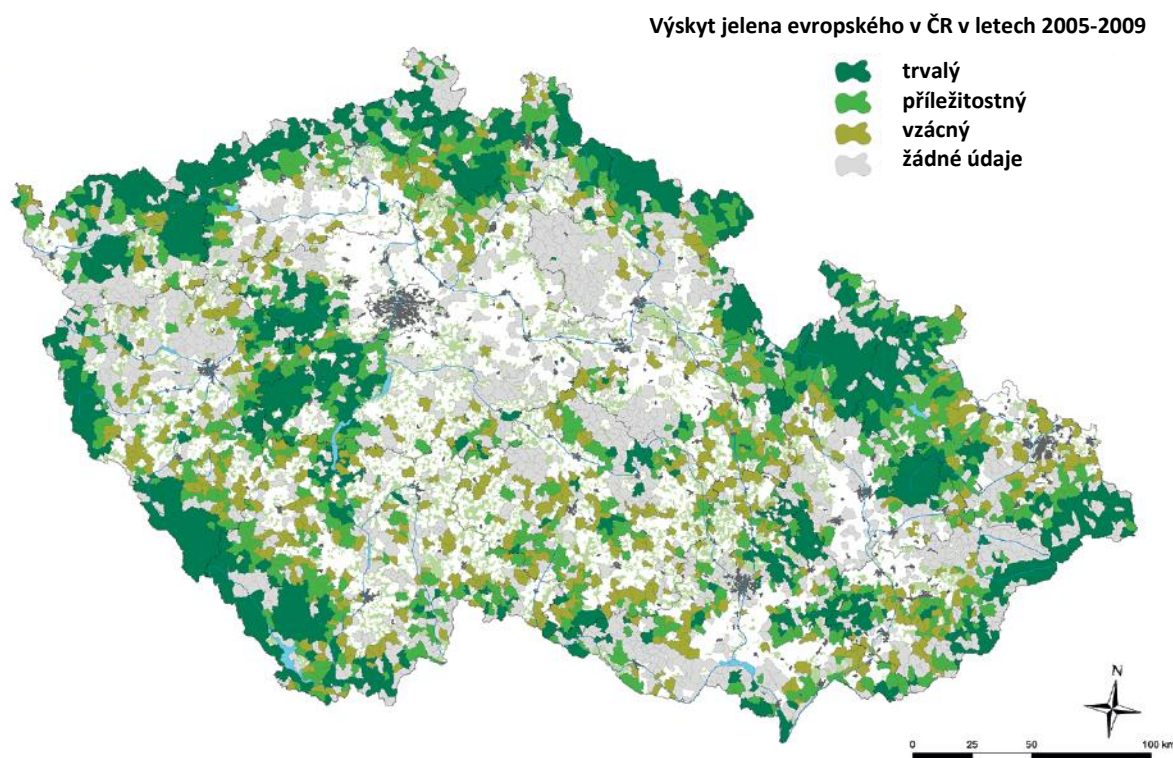 Výskyt jelena evropského v ČR v letech 2005-2009
trvalý
příležitostný
vzácný
žádné údaje
N
0 25 50 100 km